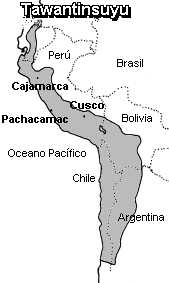 Tawantinsuyu
Perú
Brasil
Cajamarca
Cusco
Pachacamac
Bolivia
Oceano Pacífico
Chile
Argentina